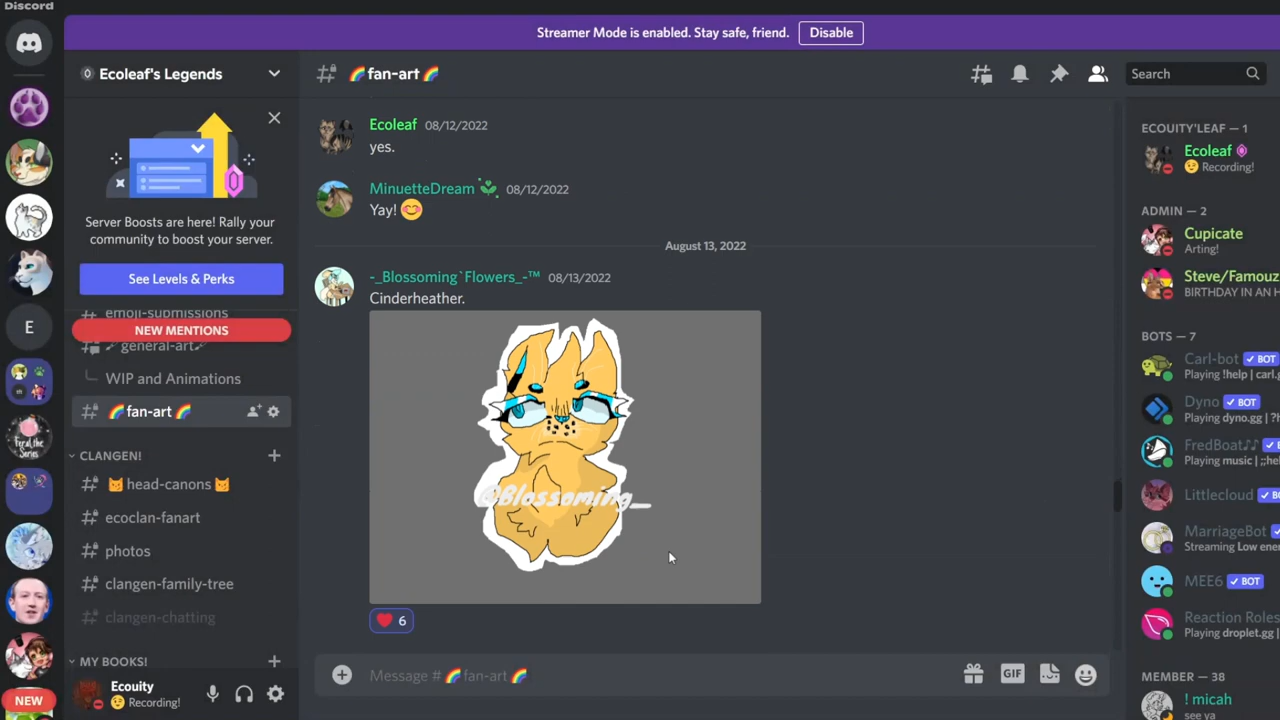 Discord
Streamer Mode is enabled. Stay safe, friend.
Disable
Ecoleaf's Legends
🌈fan-art🌈
Search
Server Boosts are here! Rally your
community to boost your server.
See Levels & Perks
emoji-submissions
NEW MENTIONS
general-art
WIP and Animations
🌈fan-art🌈
CLANGEN!
🐱head-canons🐱
ecoclan-fanart
photos
clangen-family-tree
clangen-chatting
MY BOOKS!
E
NEW
Ecouity
😉 Recording!
Ecoleaf 08/12/2022
yes.
MinuetteDream 08/12/2022
Yay! 😊
August 13, 2022
-_Blossoming`Flowers_-™ 08/13/2022
Cinderheather.
@Blossoming_
❤️ 6
Message #🌈fan-art🌈
GIF
ECOUITY'LEAF — 1
Ecoleaf
😉 Recording!
ADMIN — 2
Cupicate
Arting!
Steve/Famouz
BIRTHDAY IN AN H
BOTS — 7
Carl-bot ✓ BOT
Playing !help | carl.g
Dyno ✓ BOT
Playing dyno.gg | ?h
FredBoat♪♪
Playing music | ;;hel
Littlecloud BO
MarriageBot
Streaming Low ener
MEE6 ✓ BOT
Reaction Roles
Playing droplet.gg |
MEMBER — 38
! micah
see ya